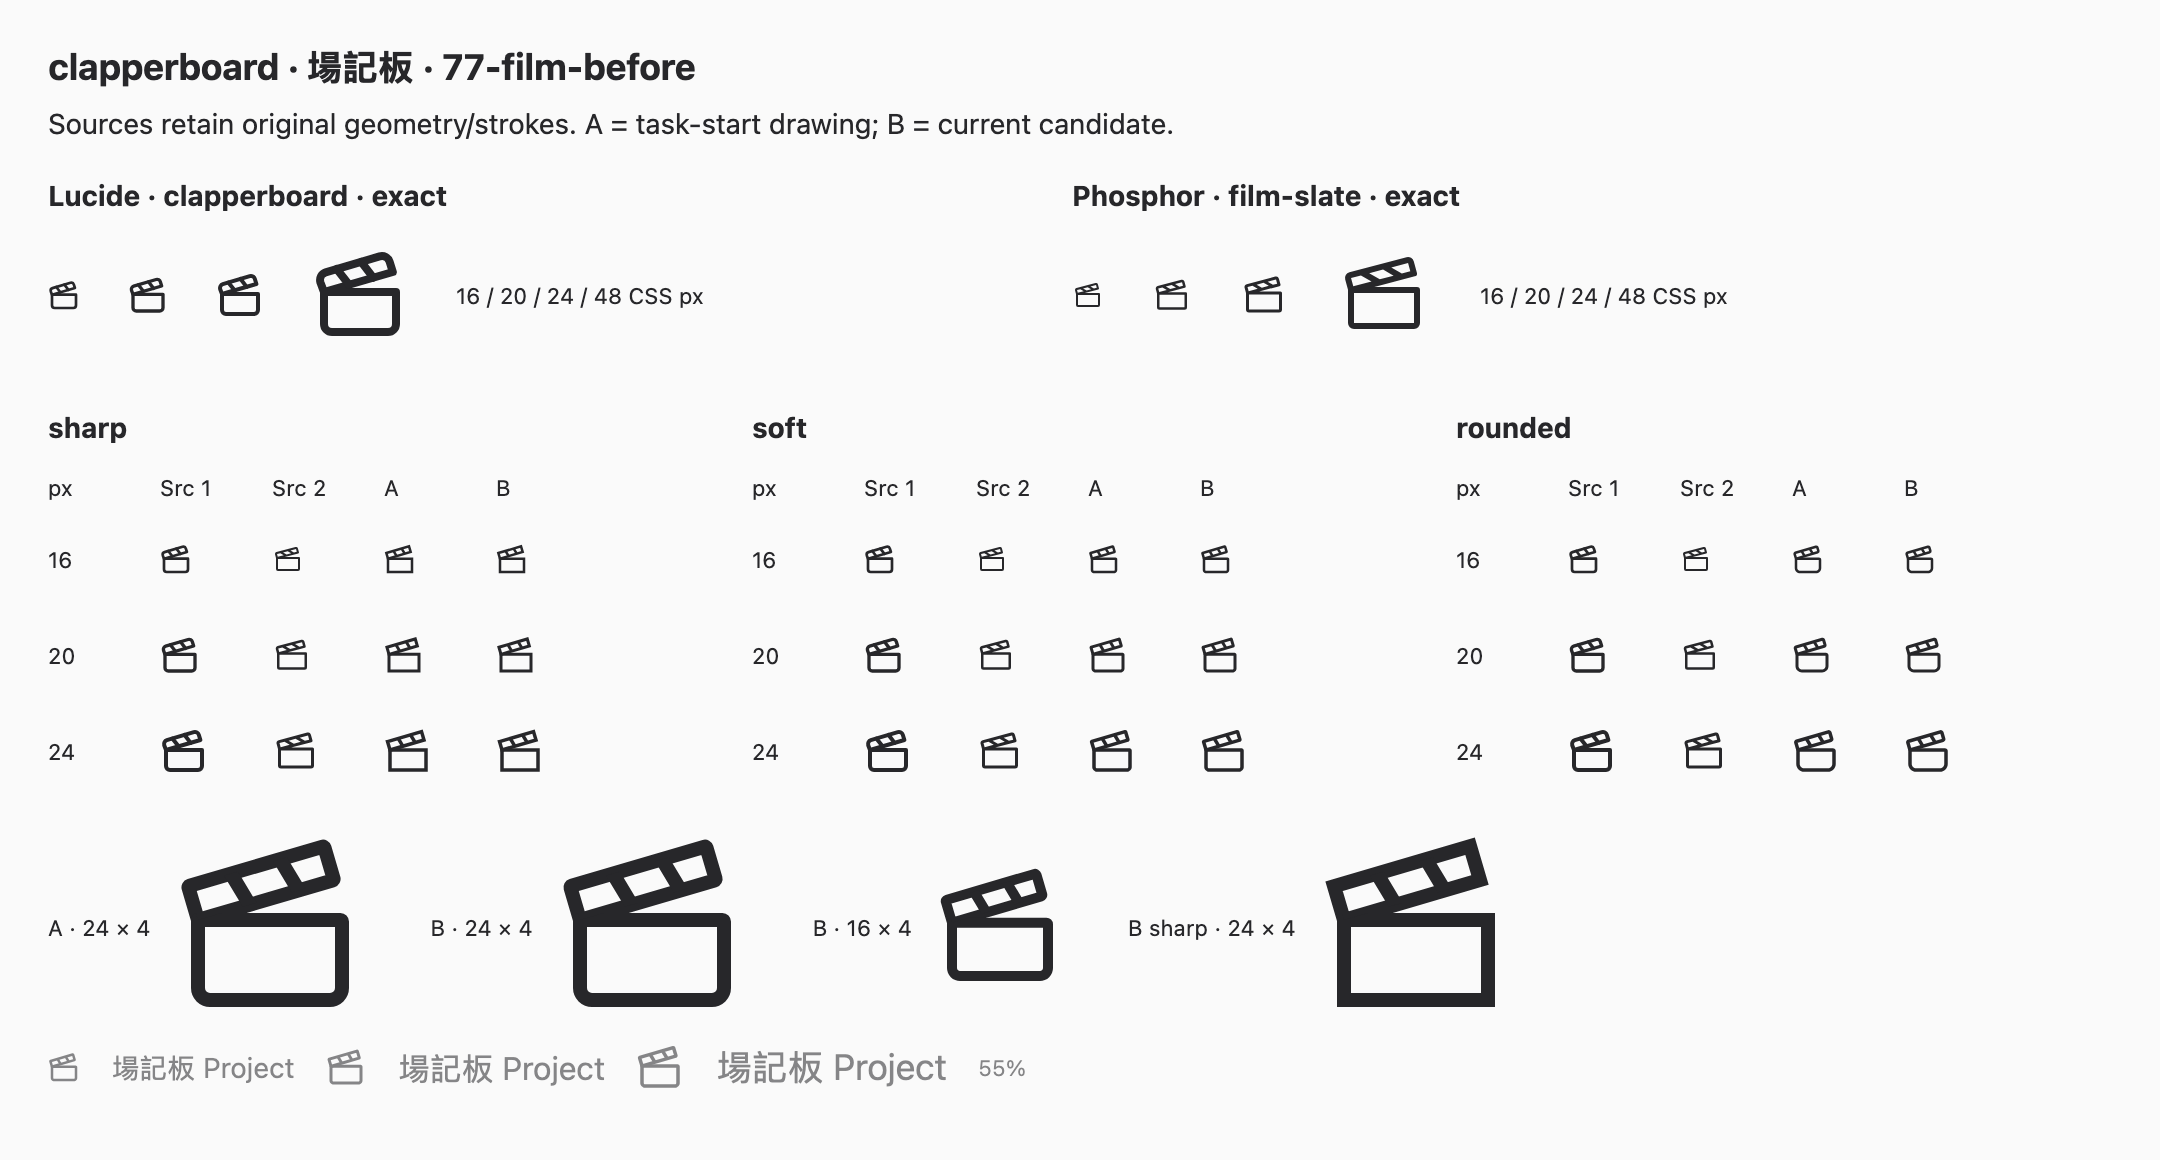 clapperboard · 場記板 · 77-film-before
Sources retain original geometry/strokes. A = task-start drawing; B = current candidate.
Lucide · clapperboard · exact
16 / 20 / 24 / 48 CSS px
Phosphor · film-slate · exact
16 / 20 / 24 / 48 CSS px
sharp
px Src 1 Src 2 A B
16
20
24
soft
px Src 1 Src 2 A B
16
20
24
rounded
px Src 1 Src 2 A B
16
20
24
A · 24 × 4
B · 24 × 4
B · 16 × 4
B sharp · 24 × 4
場記板 Project 場記板 Project 場記板 Project 55%